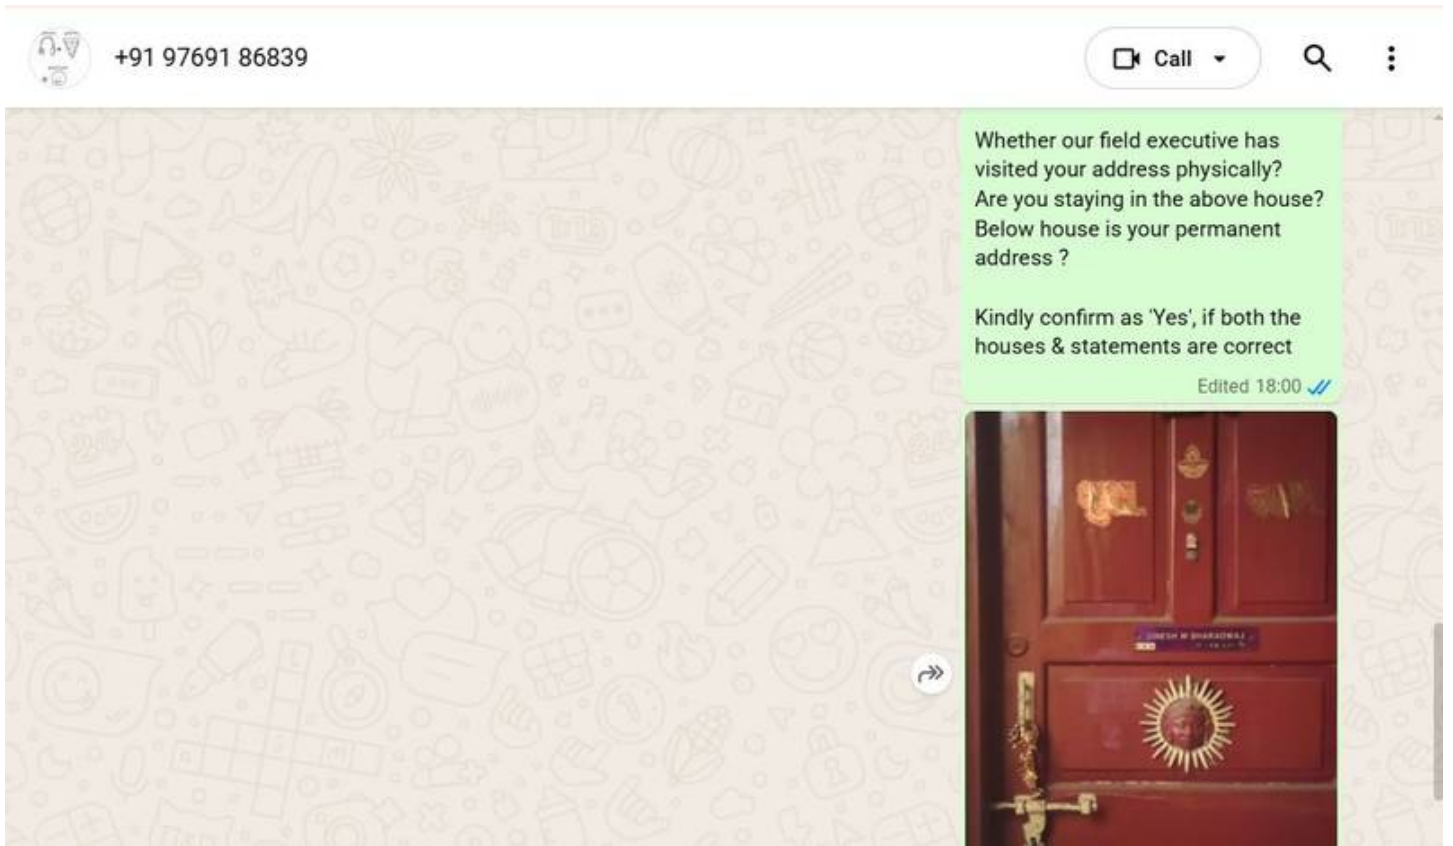 +91 97691 86839
Call
Whether our field executive has
visited your address physically?
Are you staying in the above house?
Below house is your permanent
address ?
Kindly confirm as 'Yes', if both the
houses & statements are correct
Edited 18:00
M BHARADWAJ